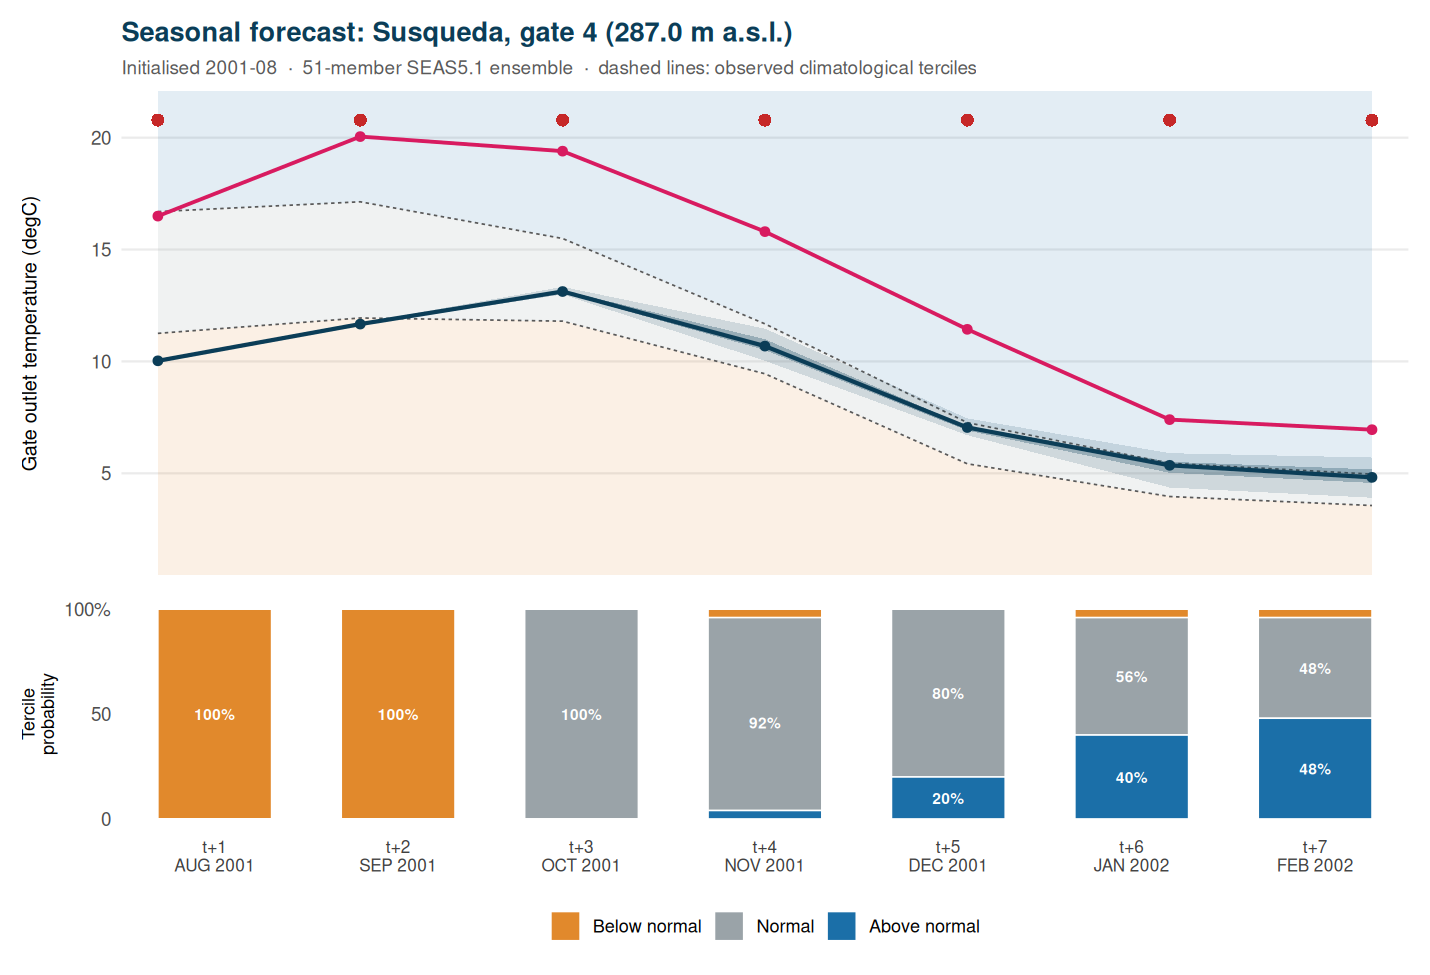 Seasonal forecast: Susqueda, gate 4 (287.0 m a.s.l.)
Initialised 2001-08 · 51-member SEAS5.1 ensemble · dashed lines: observed climatological terciles
Gate outlet temperature (degC)
20
15
10
5
Tercile
probability
100%
50
0
100%
100%
100%
92%
80%
20%
56%
40%
48%
48%
t+1
AUG 2001
t+2
SEP 2001
t+3
OCT 2001
t+4
NOV 2001
t+5
DEC 2001
t+6
JAN 2002
t+7
FEB 2002
Below normal
Normal
Above normal